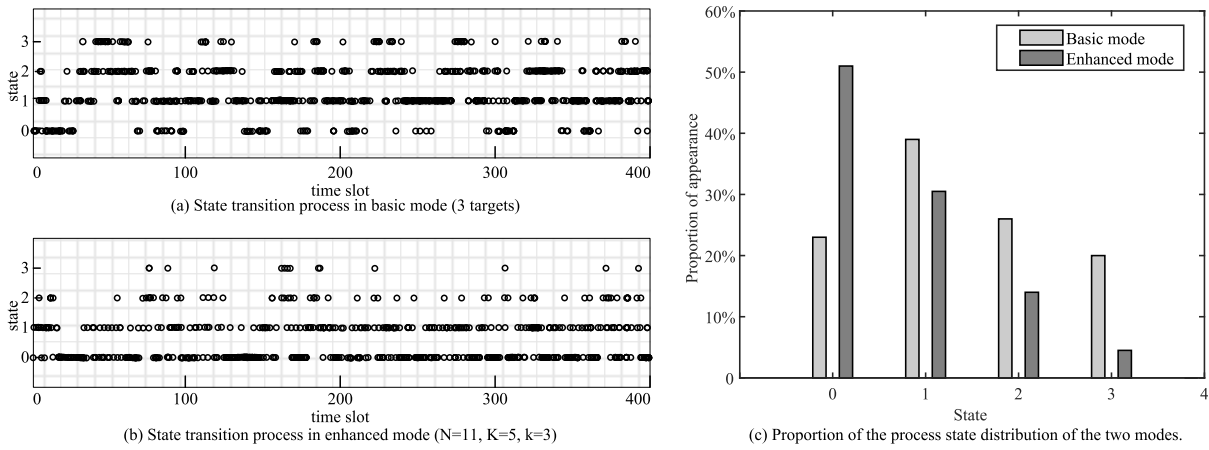 3
2
1
0
state
0 100 200 300 400
time slot
(a) State transition process in basic mode (3 targets)
3
2
1
0
state
0 100 200 300 400
time slot
(b) State transition process in enhanced mode (N=11, K=5, k=3)
60%
50%
40%
30%
20%
10%
0
Proportion of appearance
Basic mode
Enhanced mode
0 1 2 3 4
State
(c) Proportion of the process state distribution of the two modes.